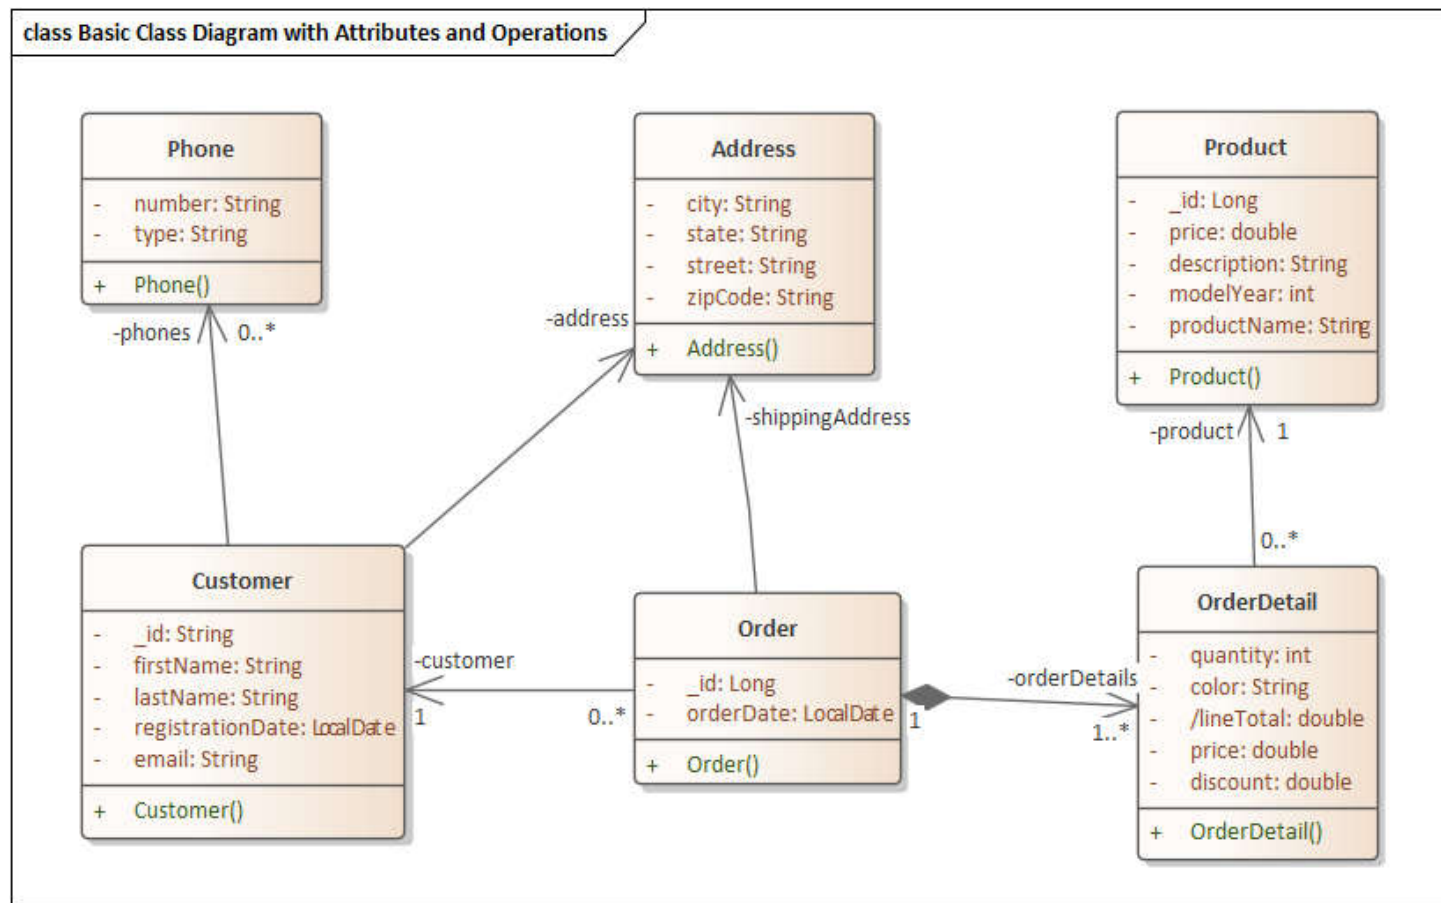 class Basic Class Diagram with Attributes and Operations
Phone
- number: String
- type: String
+ Phone()
-phones
0..*
Address
- city: String
- state: String
- street: String
- zipCode: String
+ Address()
-address
-shippingAddress
Product
- _id: Long
- price: double
- description: String
- modelYear: int
- productName: String
+ Product()
-product
1
0..*
Customer
- _id: String
- firstName: String
- lastName: String
- registrationDate: LocalDate
- email: String
+ Customer()
-customer
1
0..*
Order
- _id: Long
- orderDate: LocalDate
+ Order()
1
-orderDetails
1..*
OrderDetail
- quantity: int
- color: String
- /lineTotal: double
- price: double
- discount: double
+ OrderDetail()